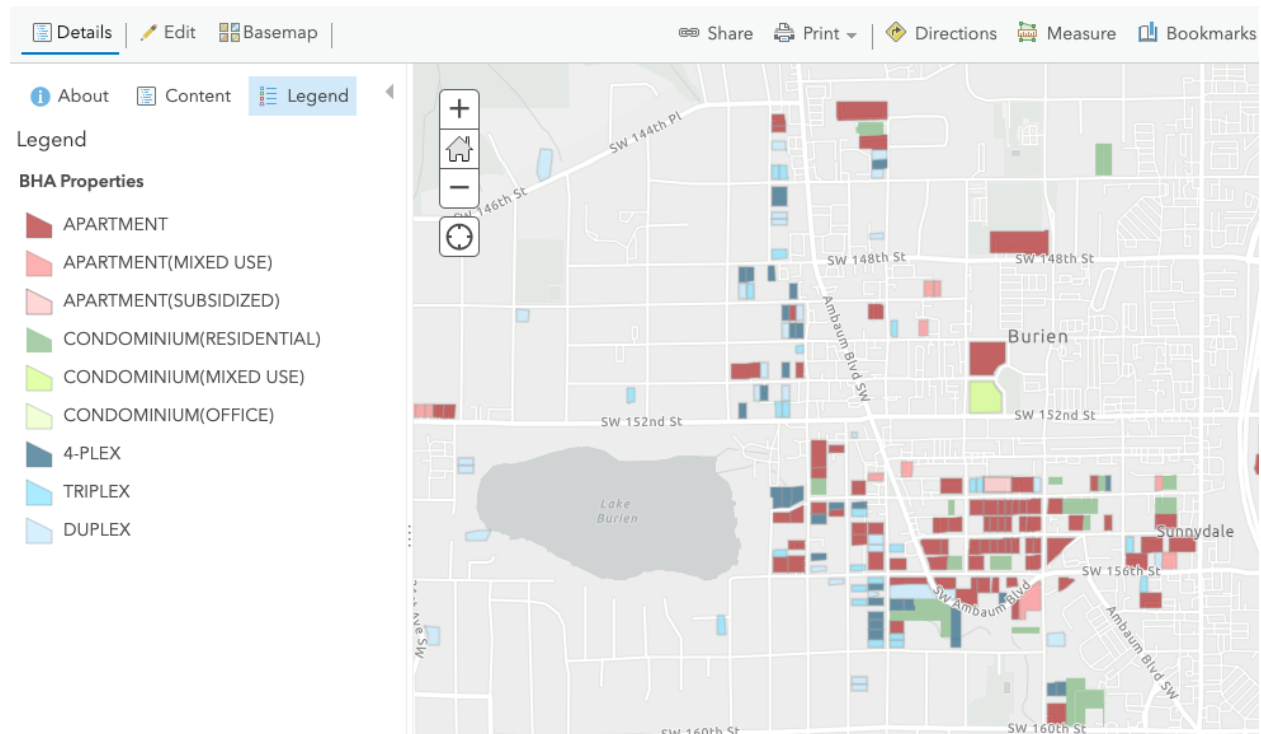 Details
Edit
Basemap
Share
Print
Directions
Measure
Bookmarks
About
Content
Legend
Legend
BHA Properties
APARTMENT
APARTMENT(MIXED USE)
APARTMENT(SUBSIDIZED)
CONDOMINIUM(RESIDENTIAL)
CONDOMINIUM(MIXED USE)
CONDOMINIUM(OFFICE)
4-PLEX
TRIPLEX
DUPLEX
SW 144th Pl
SW 146th St
SW 148th St
SW 148th St
Ambaum Blvd SW
Burien
SW 152nd St
SW 152nd St
Lake
Burien
Sunnydale
SW 156th St
SW Ambaum Blvd
Ave SW
Ambaum Blvd SW
SW 160th St
SW 160th St